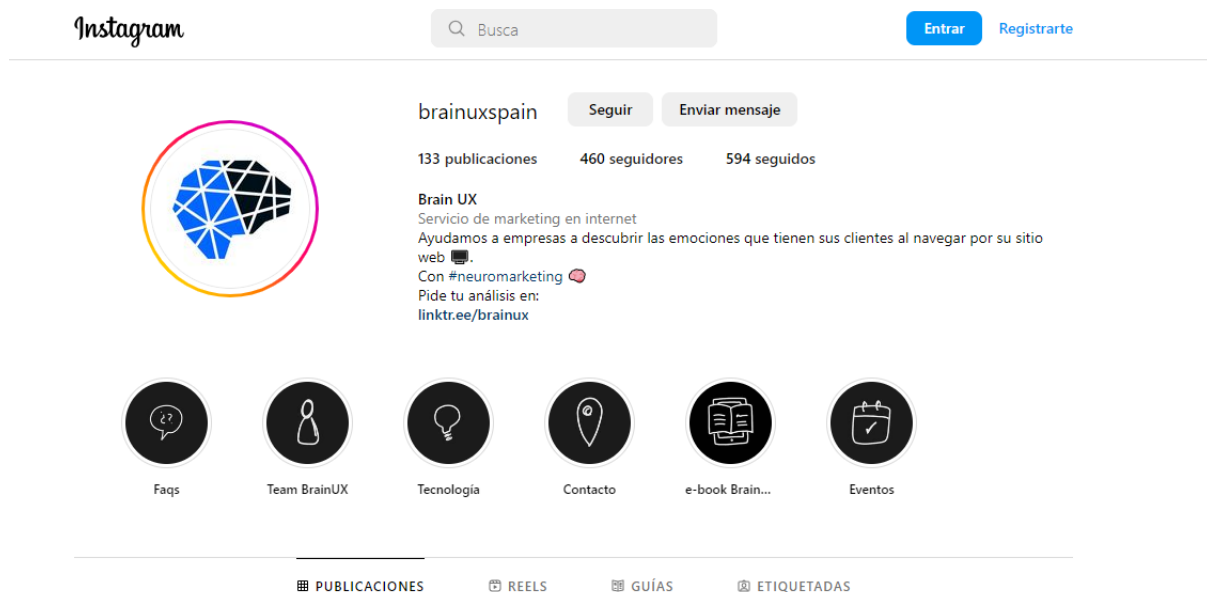 Instagram
Busca
Entrar
Registrarte
brainuxspain
Seguir
Enviar mensaje
133 publicaciones
460 seguidores
594 seguidos
Brain UX
Servicio de marketing en internet
Ayudamos a empresas a descubrir las emociones que tienen sus clientes al navegar por su sitio
web 🖥️.
Con #neuromarketing 🧠
Pide tu análisis en:
linktr.ee/brainux
¿?
Faqs
Team BrainUX
Tecnología
Contacto
e-book Brain...
Eventos
PUBLICACIONES
REELS
GUÍAS
ETIQUETADAS